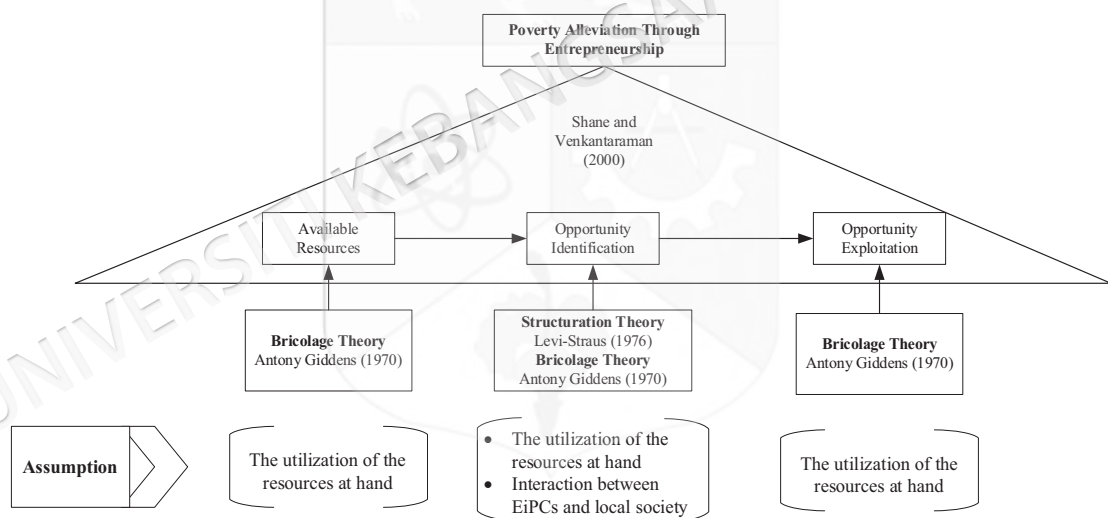 Poverty Alleviation Through
Entrepreneurship
Shane and
Venkantaraman
(2000)
Available
Resources
Opportunity
Identification
Opportunity
Exploitation
Bricolage Theory
Antony Giddens (1970)
Structuration Theory
Levi-Straus (1976)
Bricolage Theory
Antony Giddens (1970)
Bricolage Theory
Antony Giddens (1970)
Assumption
The utilization of the
resources at hand
• The utilization of the
resources at hand
• Interaction between
EiPCs and local society
The utilization of the
resources at hand
UNIVERSITI KEBANGSA